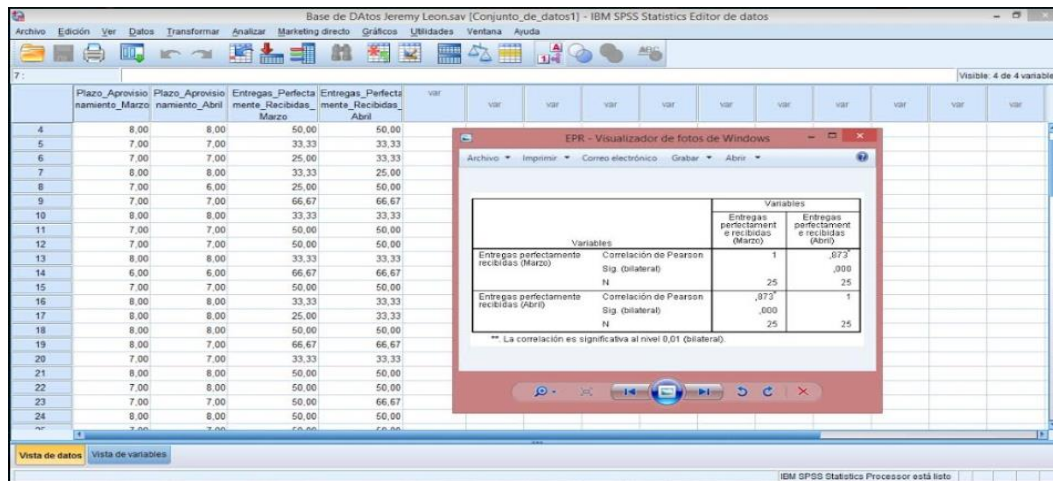 Base de DAtos Jeremy Leon.sav [Conjunto_de_datos1] - IBM SPSS Statistics Editor de datos
Archivo Edición Ver Datos Transformar Analizar Marketing directo Gráficos Utilidades Ventana Ayuda
7 :
Visible: 4 de 4 variable
Plazo_Aprovisio Plazo_Aprovisio Entregas_Perfecta Entregas_Perfecta var var var var var var var var var var
namiento_Marzo namiento_Abril mente_Recibidas_ mente_Recibidas_
Marzo Abril
4 8,00 8,00 50,00 50,00
5 7,00 7,00 33,33 33,33
6 7,00 7,00 25,00 33,33
7 8,00 8,00 33,33 25,00
8 7,00 6,00 25,00 50,00
9 7,00 7,00 66,67 66,67
10 8,00 8,00 33,33 33,33
11 7,00 7,00 50,00 50,00
12 7,00 7,00 50,00 50,00
13 8,00 8,00 33,33 33,33
14 6,00 6,00 66,67 66,67
15 7,00 7,00 50,00 50,00
16 8,00 8,00 33,33 33,33
17 8,00 8,00 25,00 33,33
18 8,00 8,00 50,00 50,00
19 8,00 7,00 66,67 66,67
20 7,00 7,00 33,33 33,33
21 8,00 8,00 50,00 50,00
22 7,00 8,00 50,00 50,00
23 7,00 7,00 50,00 66,67
24 8,00 8,00 50,00 50,00
EPR - Visualizador de fotos de Windows
Archivo Imprimir Correo electrónico Grabar Abrir
Variables
Entregas Entregas
perfectament perfectament
e recibidas e recibidas
Variables (Marzo) (Abril)
Entregas perfectamente Correlación de Pearson 1 ,873**
recibidas (Marzo) Sig. (bilateral) ,000
N 25 25
Entregas perfectamente Correlación de Pearson ,873** 1
recibidas (Abril) Sig. (bilateral) ,000
N 25 25
**. La correlación es significativa al nivel 0,01 (bilateral).
Vista de datos Vista de variables
IBM SPSS Statistics Processor está listo